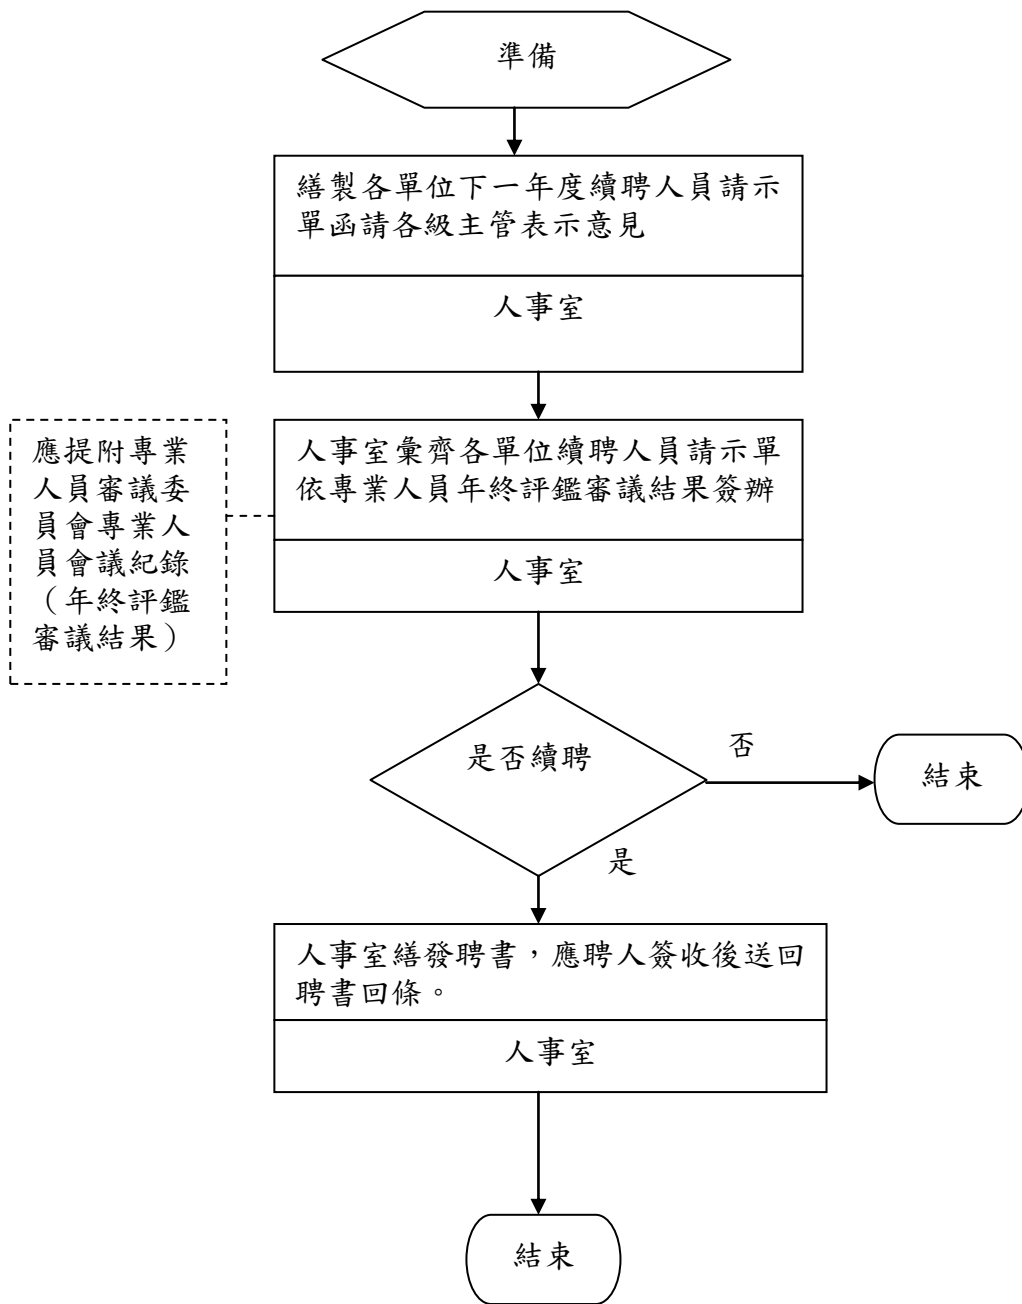 準備
繕製各單位下一年度續聘人員請示
單函請各級主管表示意見
人事室
應提附專業
人員審議委
員會專業人
員會議紀錄
（年終評鑑
審議結果）
人事室彙齊各單位續聘人員請示單
依專業人員年終評鑑審議結果簽辦
人事室
是否續聘
否
結束
是
人事室繕發聘書，應聘人簽收後送回
聘書回條。
人事室
結束